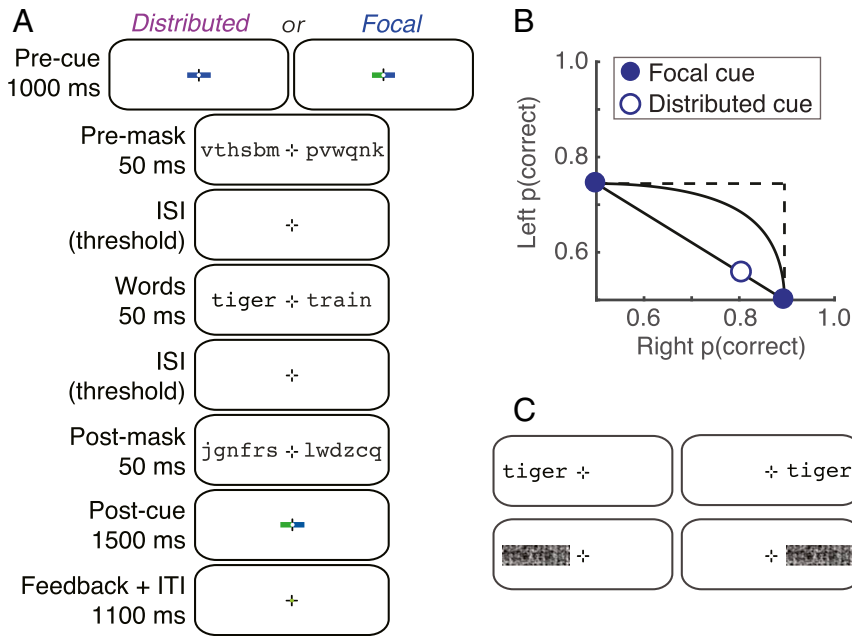 A
Distributed or Focal
Pre-cue
1000 ms
Pre-mask
50 ms
vthsbm pvwqnk
ISI
(threshold)
Words
50 ms
tiger train
ISI
(threshold)
Post-mask
50 ms
jgnfrs lwdzcq
Post-cue
1500 ms
Feedback + ITI
1100 ms
B
Focal cue
Distributed cue
Left p(correct)
1.0
0.8
0.6
0.6 0.8 1.0
Right p(correct)
C
tiger
tiger